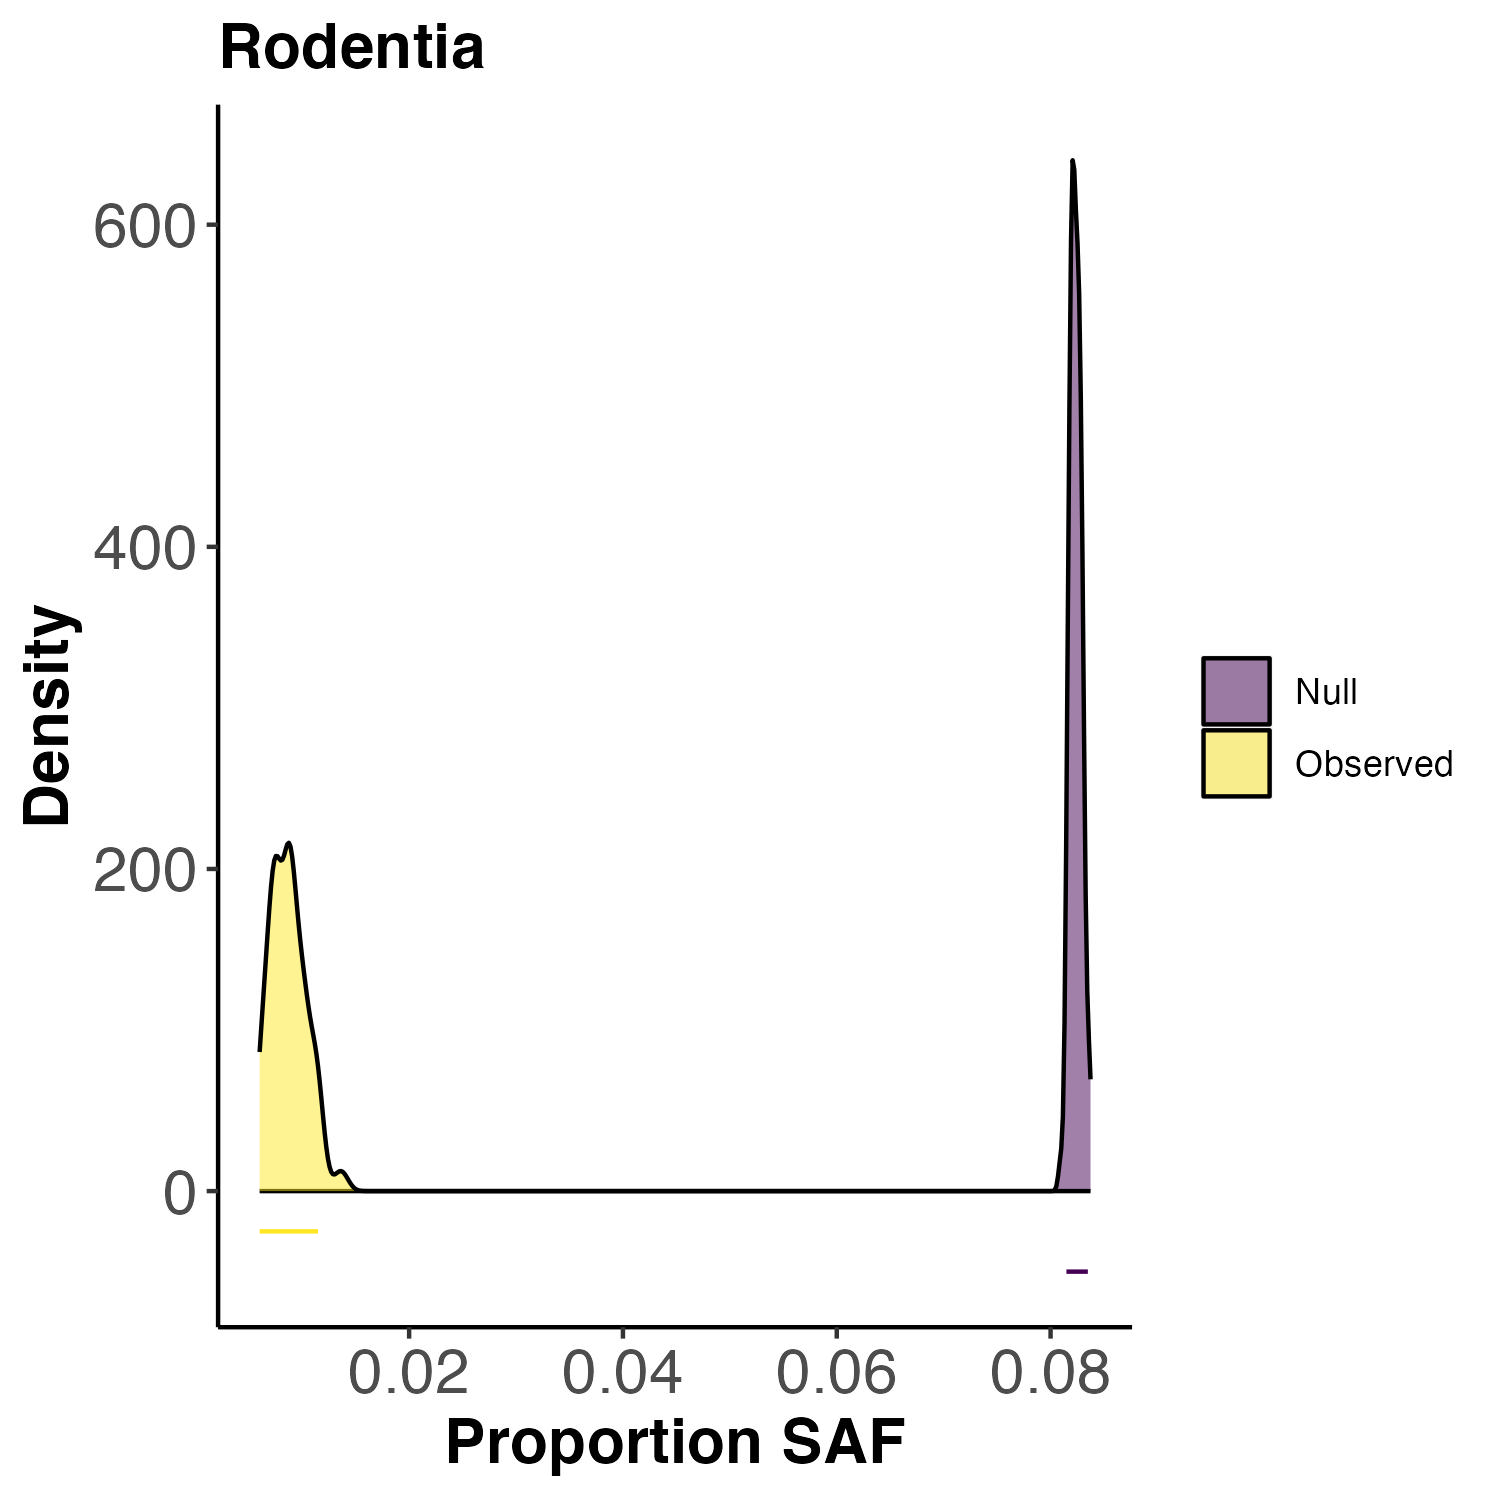 Rodentia
600
400
200
0
Density
0.02 0.04 0.06 0.08
Proportion SAF
Null
Observed